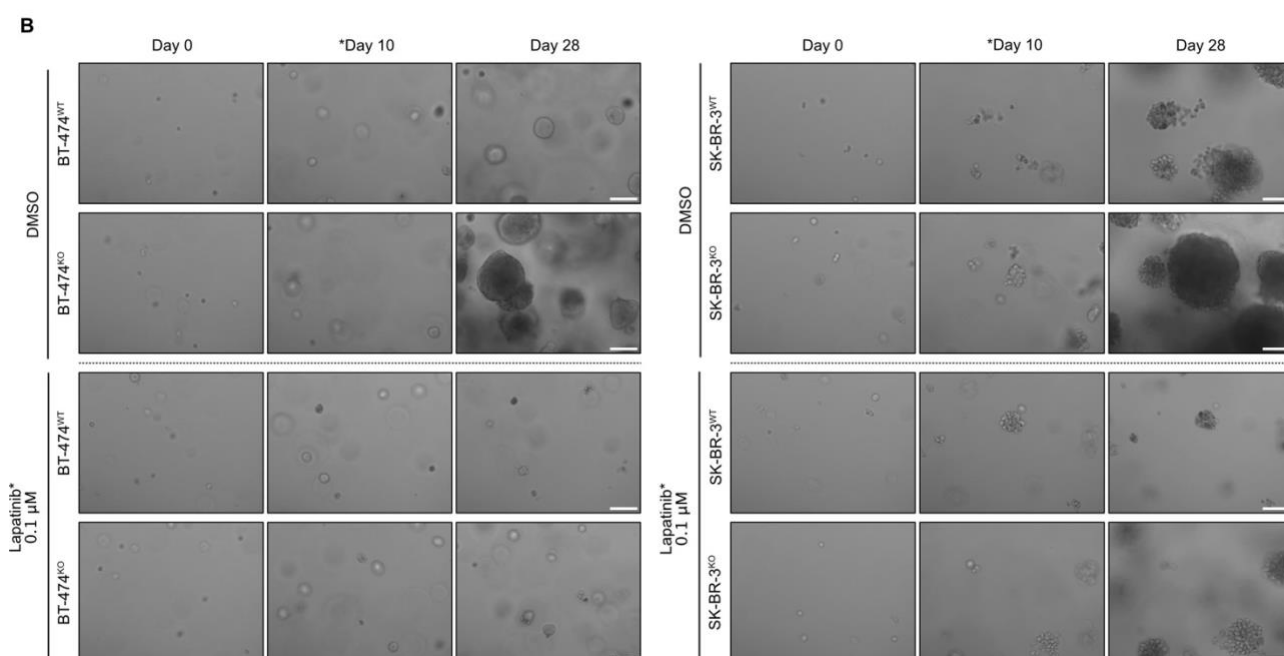 B
Day 0
*Day 10
Day 28
Day 0
*Day 10
Day 28
DMSO
BT-474WT
BT-474KO
DMSO
SK-BR-3WT
SK-BR-3KO
Lapatinib*
0.1 µM
BT-474WT
BT-474KO
Lapatinib*
0.1 µM
SK-BR-3WT
SK-BR-3KO